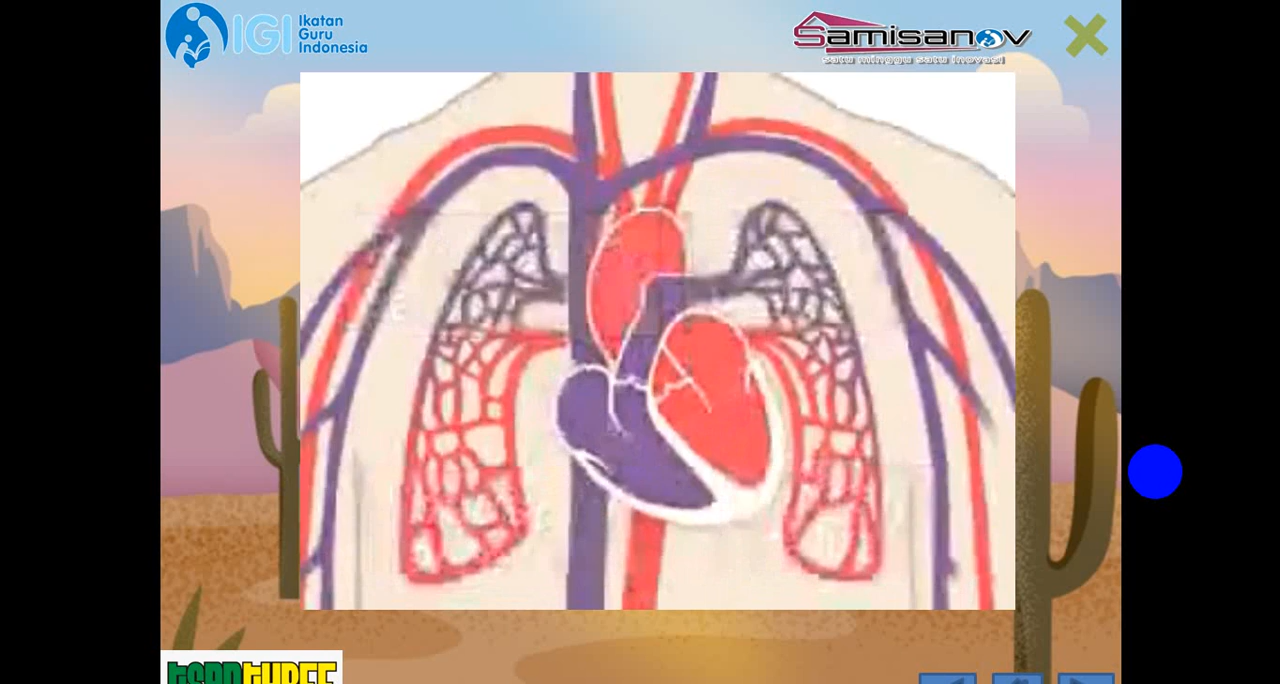 IGI
Ikatan
Guru
Indonesia
Samisanov
satu minggu satu inovasi